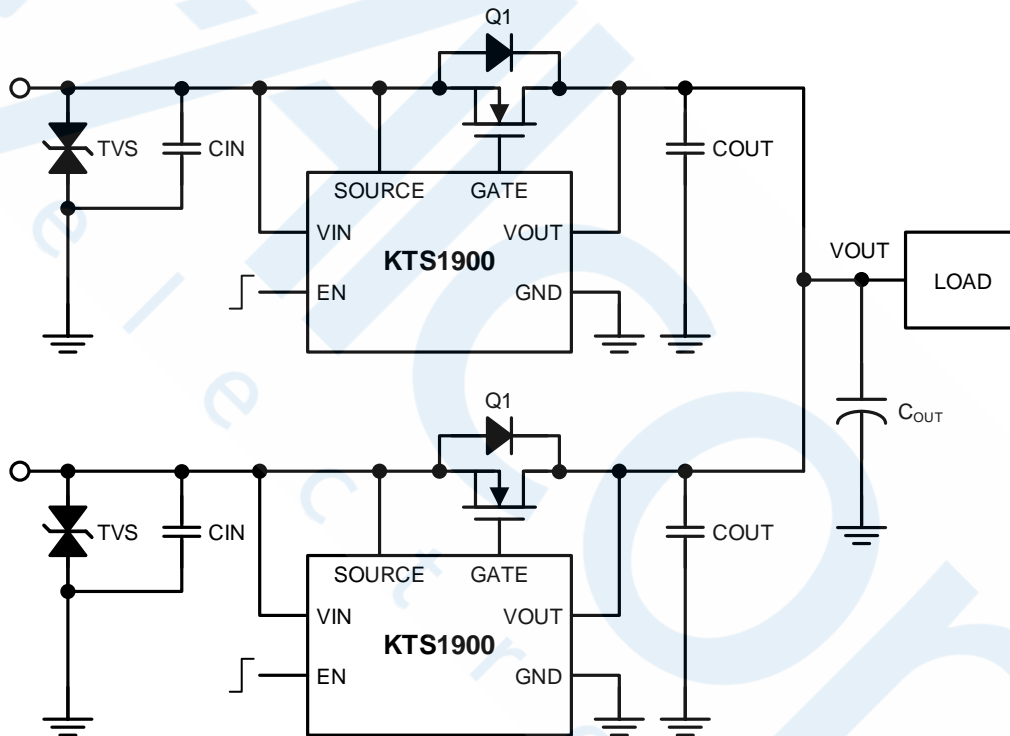 Q1
TVS
CIN
COUT
SOURCE GATE
VIN
VOUT
KTS1900
EN
GND
VOUT
LOAD
COUT
Q1
TVS
CIN
COUT
SOURCE GATE
VIN
VOUT
KTS1900
EN
GND